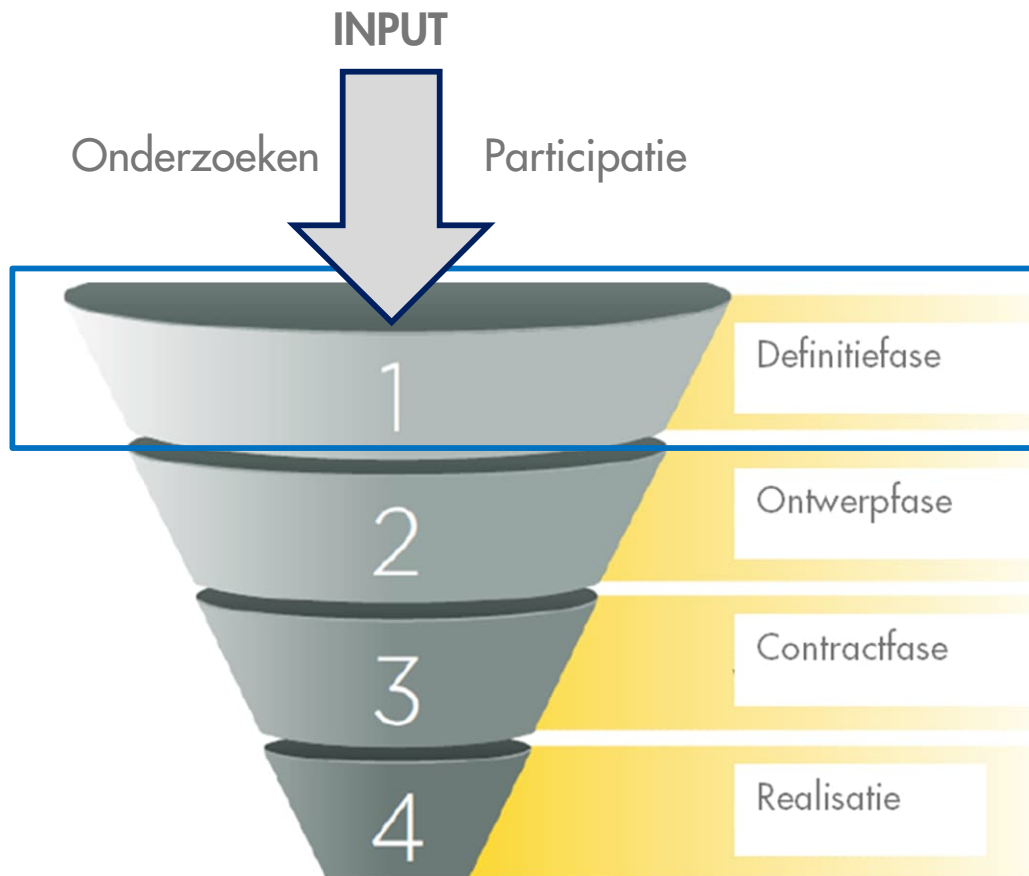 INPUT
Onderzoeken
Participatie
1
Definitiefase
2
Ontwerpfase
3
Contractfase
4
Realisatie